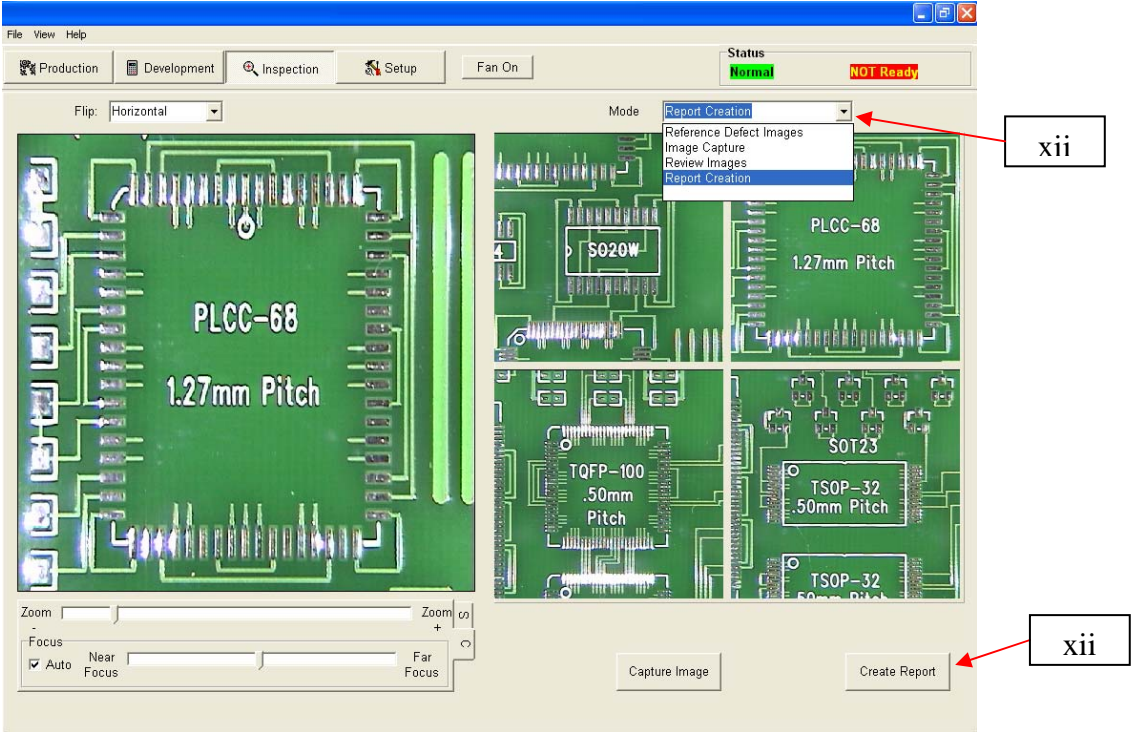 File View Help
Production Development Inspection Setup Fan On
Status
Normal NOT Ready
Flip: Horizontal
Mode Report Creation
xii
Reference Defect Images
Image Capture
Review Images
Report Creation
PLCC-68
1.27mm Pitch
SO20W
4
PLCC-68
1.27mm Pitch
TQFP-100
.50mm
Pitch
SOT23
TSOP-32
.50mm Pitch
TSOP-32
.50mm Pitch
Zoom - Zoom +
S
C
Focus
Auto Near Focus Far Focus
Capture Image Create Report
xii